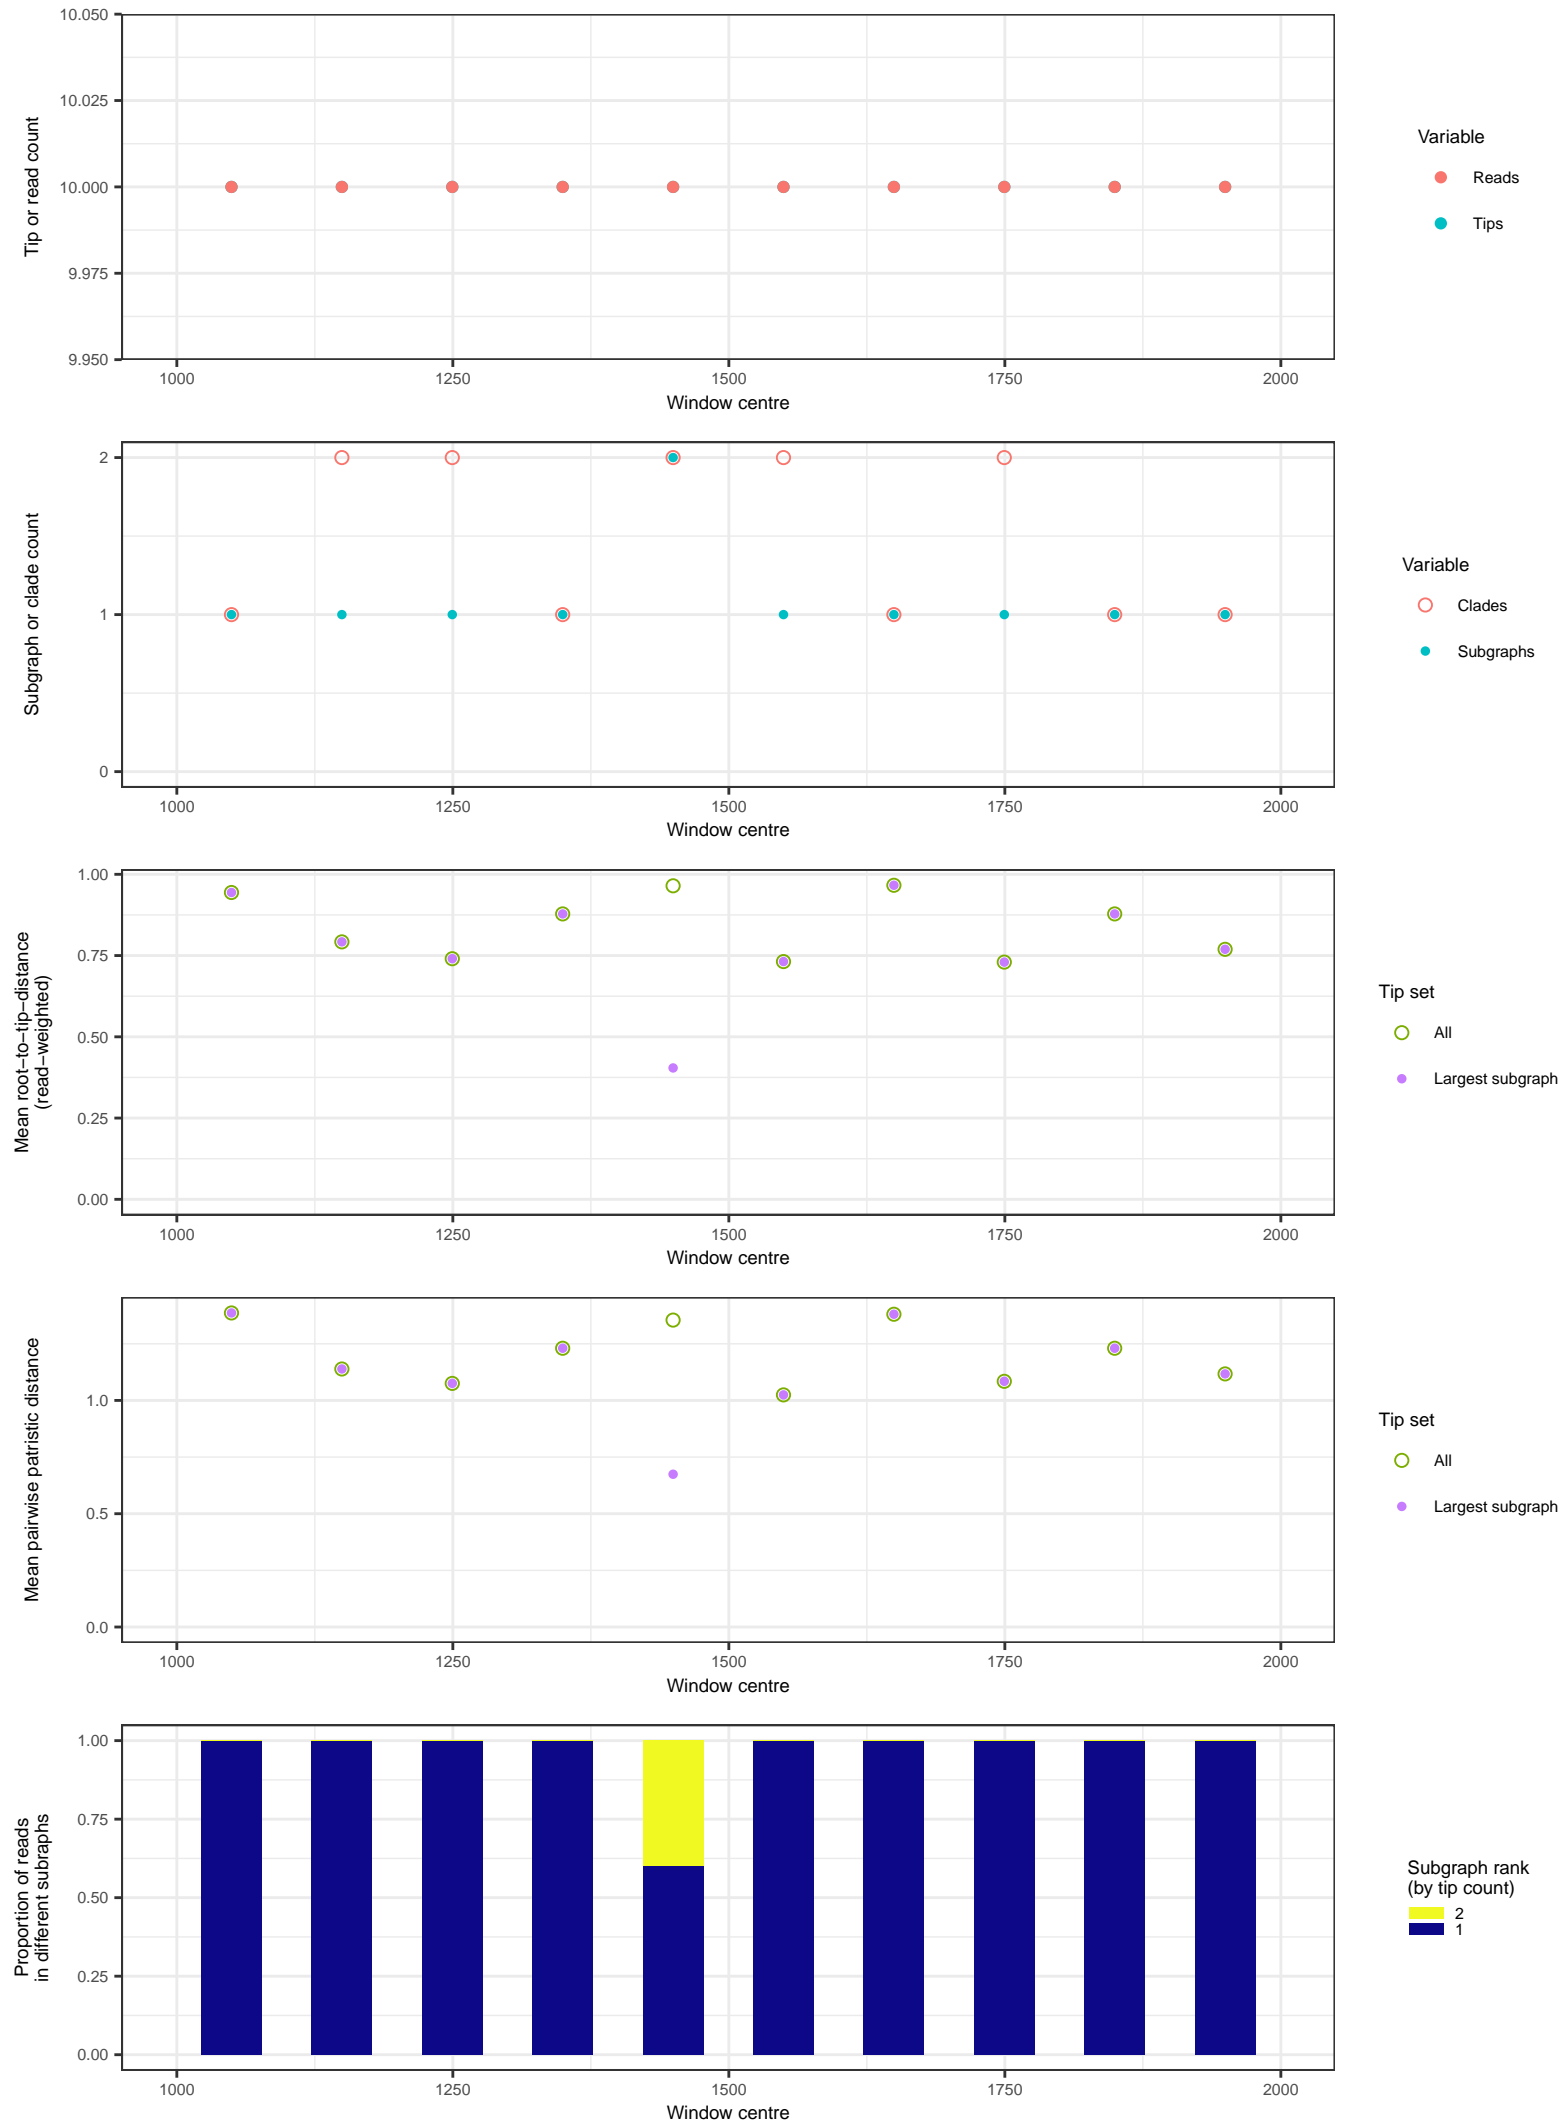 10.050
10.025
10.000
9.975
9.950
Tip or read count
1000 1250 1500 1750 2000
Window centre
Variable
Reads
Tips
2
1
0
Subgraph or clade count
1000 1250 1500 1750 2000
Window centre
Variable
Clades
Subgraphs
1.00
0.75
0.50
0.25
0.00
Mean root−to−tip−distance
(read−weighted)
1000 1250 1500 1750 2000
Window centre
Tip set
All
Largest subgraph
1.0
0.5
0.0
Mean pairwise patristic distance
1000 1250 1500 1750 2000
Window centre
Tip set
All
Largest subgraph
1.00
0.75
0.50
0.25
0.00
Proportion of reads
in different subraphs
1000 1250 1500 1750 2000
Window centre
Subgraph rank
(by tip count)
2
1